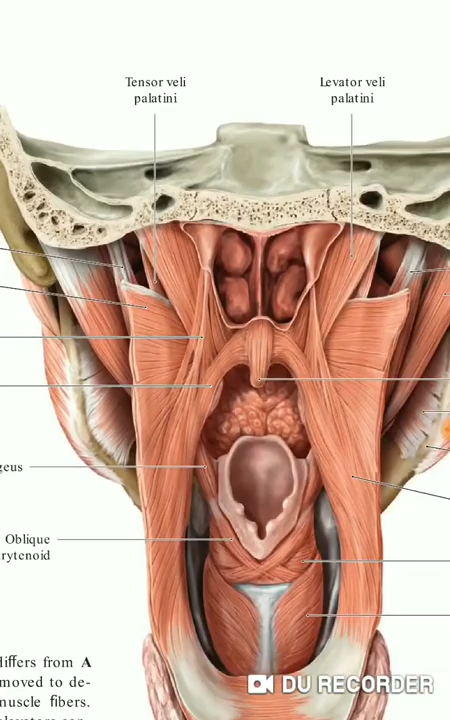 Tensor veli
palatini
Levator veli
palatini
geus
Oblique
rytenoid
differs from A
moved to de-
muscle fibers.
DU RECORDER